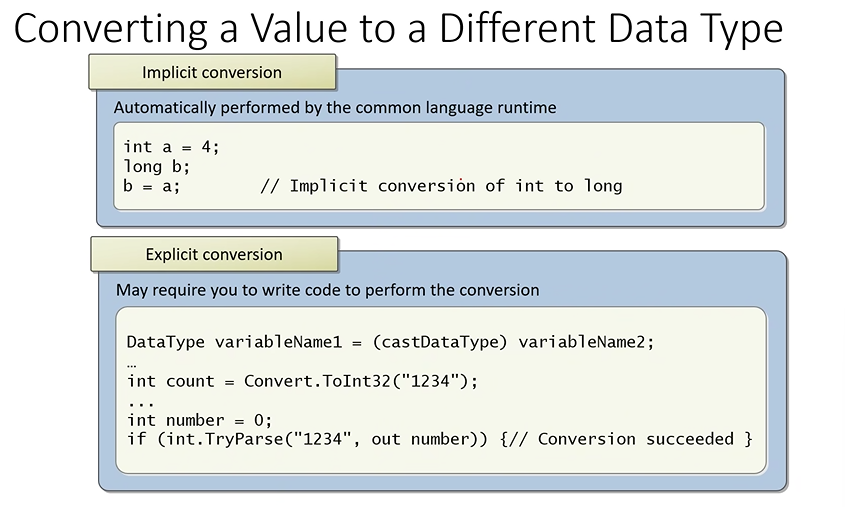 Converting a Value to a Different Data Type
Implicit conversion
Automatically performed by the common language runtime
int a = 4;
long b;
b = a;        // Implicit conversion of int to long
Explicit conversion
May require you to write code to perform the conversion
DataType variableName1 = (castDataType) variableName2;
…
int count = Convert.ToInt32("1234");
...
int number = 0;
if (int.TryParse("1234", out number)) {// Conversion succeeded }